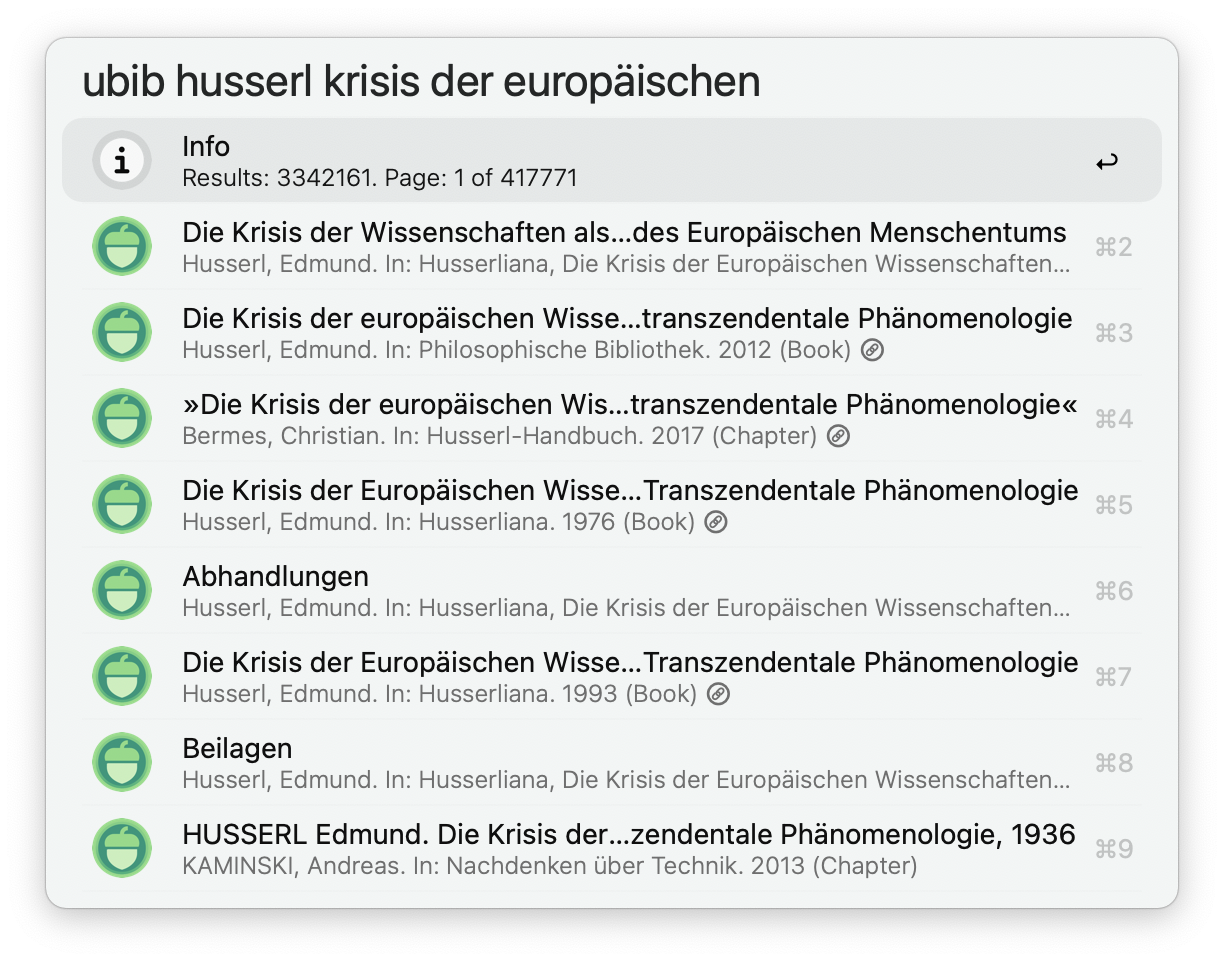 ubib husserl krisis der europäischen
Info
Results: 3342161. Page: 1 of 417771
Die Krisis der Wissenschaften als...des Europäischen Menschentums
Husserl, Edmund. In: Husserliana, Die Krisis der Europäischen Wissenschaften...
⌘2
Die Krisis der europäischen Wisse...transzendentale Phänomenologie
Husserl, Edmund. In: Philosophische Bibliothek. 2012 (Book)
⌘3
»Die Krisis der europäischen Wis...transzendentale Phänomenologie«
Bermes, Christian. In: Husserl-Handbuch. 2017 (Chapter)
⌘4
Die Krisis der Europäischen Wisse...Transzendentale Phänomenologie
Husserl, Edmund. In: Husserliana. 1976 (Book)
⌘5
Abhandlungen
Husserl, Edmund. In: Husserliana, Die Krisis der Europäischen Wissenschaften...
⌘6
Die Krisis der Europäischen Wisse...Transzendentale Phänomenologie
Husserl, Edmund. In: Husserliana. 1993 (Book)
⌘7
Beilagen
Husserl, Edmund. In: Husserliana, Die Krisis der Europäischen Wissenschaften...
⌘8
HUSSERL Edmund. Die Krisis der...zendentale Phänomenologie, 1936
KAMINSKI, Andreas. In: Nachdenken über Technik. 2013 (Chapter)
⌘9